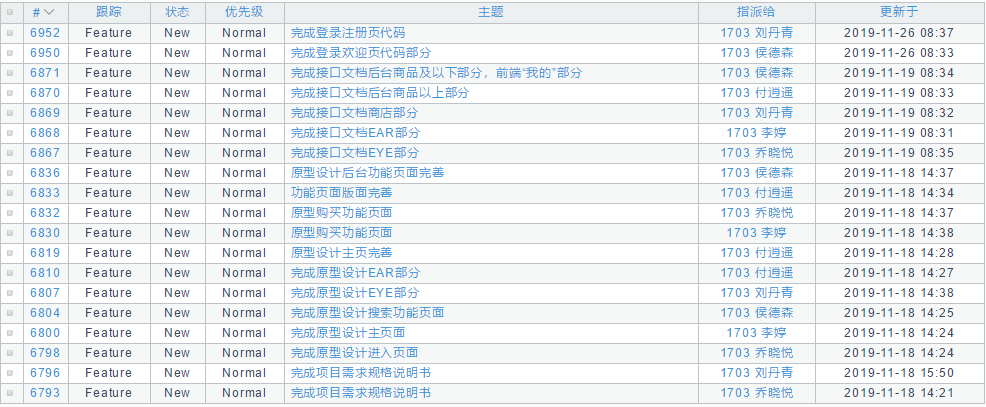 # 跟踪 状态 优先级 主题 指派给 更新于
6952 Feature New Normal 完成登录注册页代码 1703 刘丹青 2019-11-26 08:37
6950 Feature New Normal 完成登录欢迎页代码部分 1703 侯德森 2019-11-26 08:33
6871 Feature New Normal 完成接口文档后台商品及以下部分，前端“我的”部分 1703 侯德森 2019-11-19 08:34
6870 Feature New Normal 完成接口文档后台商品以上部分 1703 付逍遥 2019-11-19 08:33
6869 Feature New Normal 完成接口文档商店部分 1703 刘丹青 2019-11-19 08:32
6868 Feature New Normal 完成接口文档EAR部分 1703 李婷 2019-11-19 08:31
6867 Feature New Normal 完成接口文档EYE部分 1703 乔晓悦 2019-11-19 08:35
6836 Feature New Normal 原型设计后台功能页面完善 1703 侯德森 2019-11-18 14:37
6833 Feature New Normal 功能页面版面完善 1703 付逍遥 2019-11-18 14:34
6832 Feature New Normal 原型购买功能页面 1703 乔晓悦 2019-11-18 14:37
6830 Feature New Normal 原型购买功能页面 1703 李婷 2019-11-18 14:38
6819 Feature New Normal 原型设计主页完善 1703 付逍遥 2019-11-18 14:28
6810 Feature New Normal 完成原型设计EAR部分 1703 付逍遥 2019-11-18 14:27
6807 Feature New Normal 完成原型设计EYE部分 1703 刘丹青 2019-11-18 14:38
6804 Feature New Normal 完成原型设计搜索功能页面 1703 侯德森 2019-11-18 14:25
6800 Feature New Normal 完成原型设计主页面 1703 李婷 2019-11-18 14:24
6798 Feature New Normal 完成原型设计进入页面 1703 乔晓悦 2019-11-18 14:24
6796 Feature New Normal 完成项目需求规格说明书 1703 刘丹青 2019-11-18 15:50
6793 Feature New Normal 完成项目需求规格说明书 1703 乔晓悦 2019-11-18 14:21